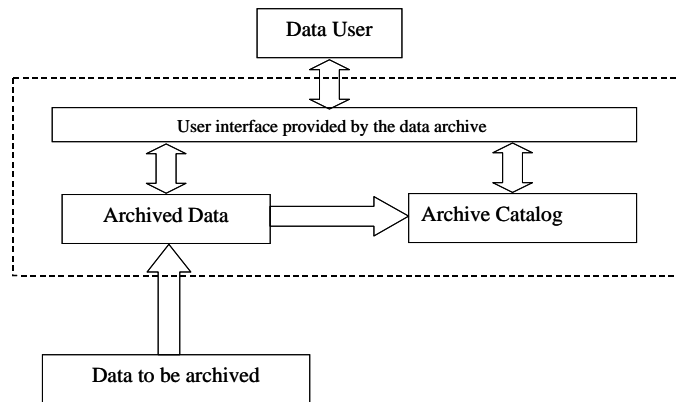 Data User
User interface provided by the data archive
Archived Data
Archive Catalog
Data to be archived